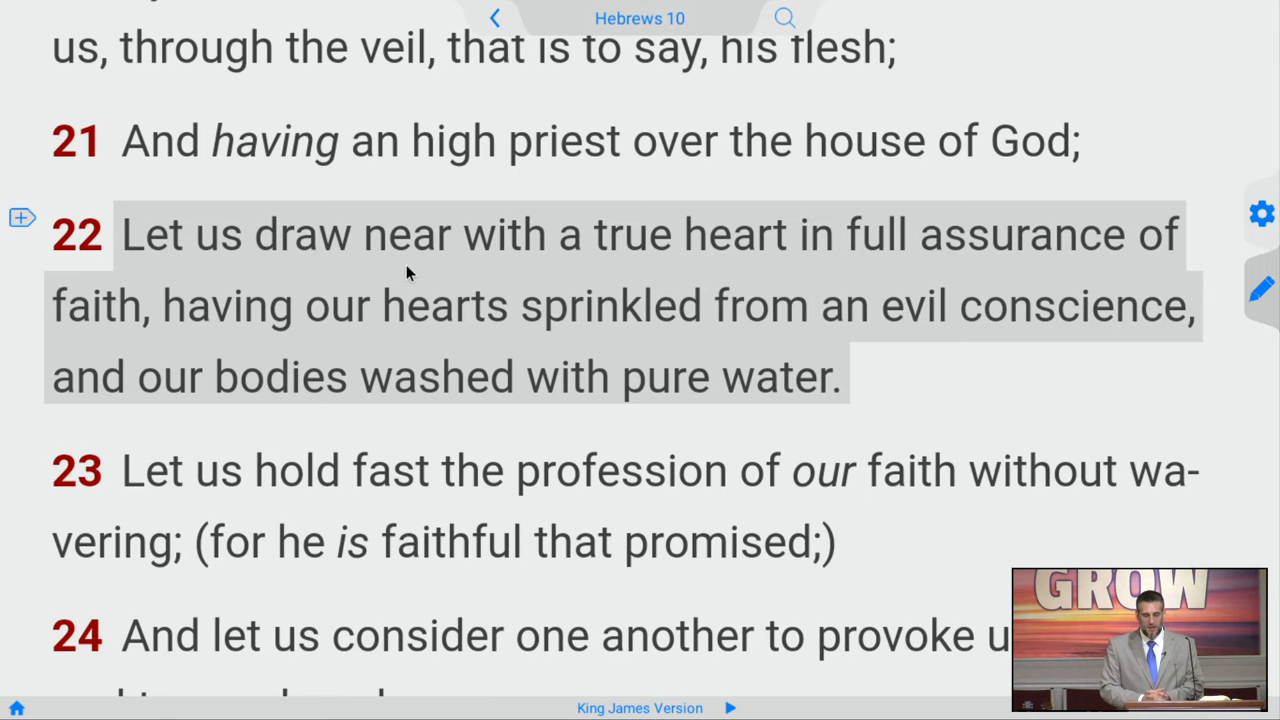 Hebrews 10
us, through the veil, that is to say, his flesh;
21 And having an high priest over the house of God;
22 Let us draw near with a true heart in full assurance of
faith, having our hearts sprinkled from an evil conscience,
and our bodies washed with pure water.
23 Let us hold fast the profession of our faith without wa-
vering; (for he is faithful that promised;)
24 And let us consider one another to provoke
GROW
King James Version